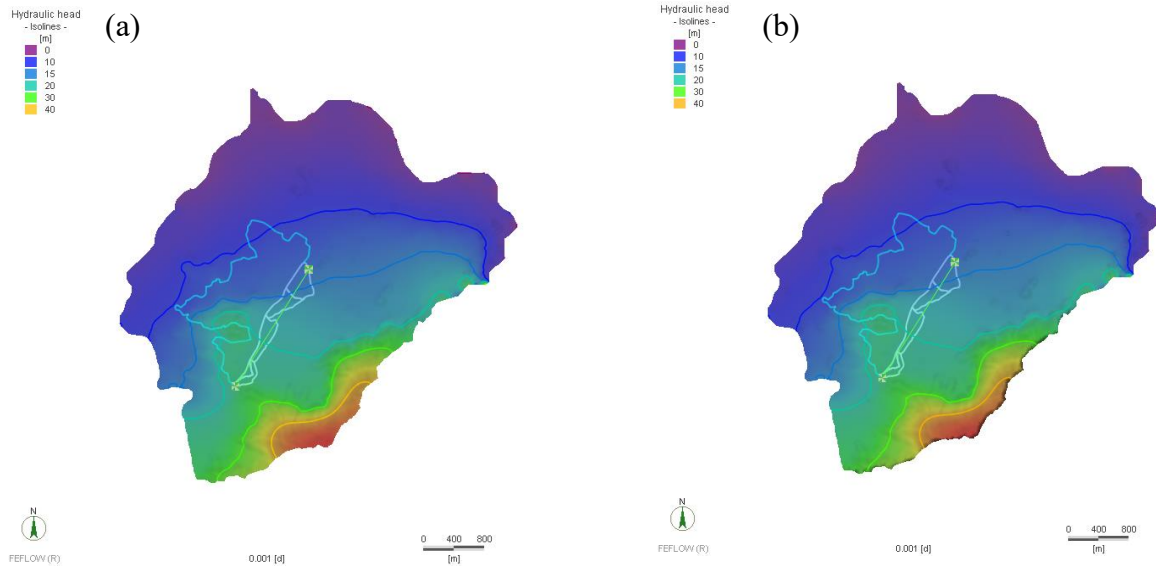 Hydraulic head
- Isolines -
[m]
0
10
15
20
30
40
(a)
N
FEFLOW (R)
0.001 [d]
0 400 800
[m]
Hydraulic head
- Isolines -
[m]
0
10
15
20
30
40
(b)
N
FEFLOW (R)
0.001 [d]
0 400 800
[m]